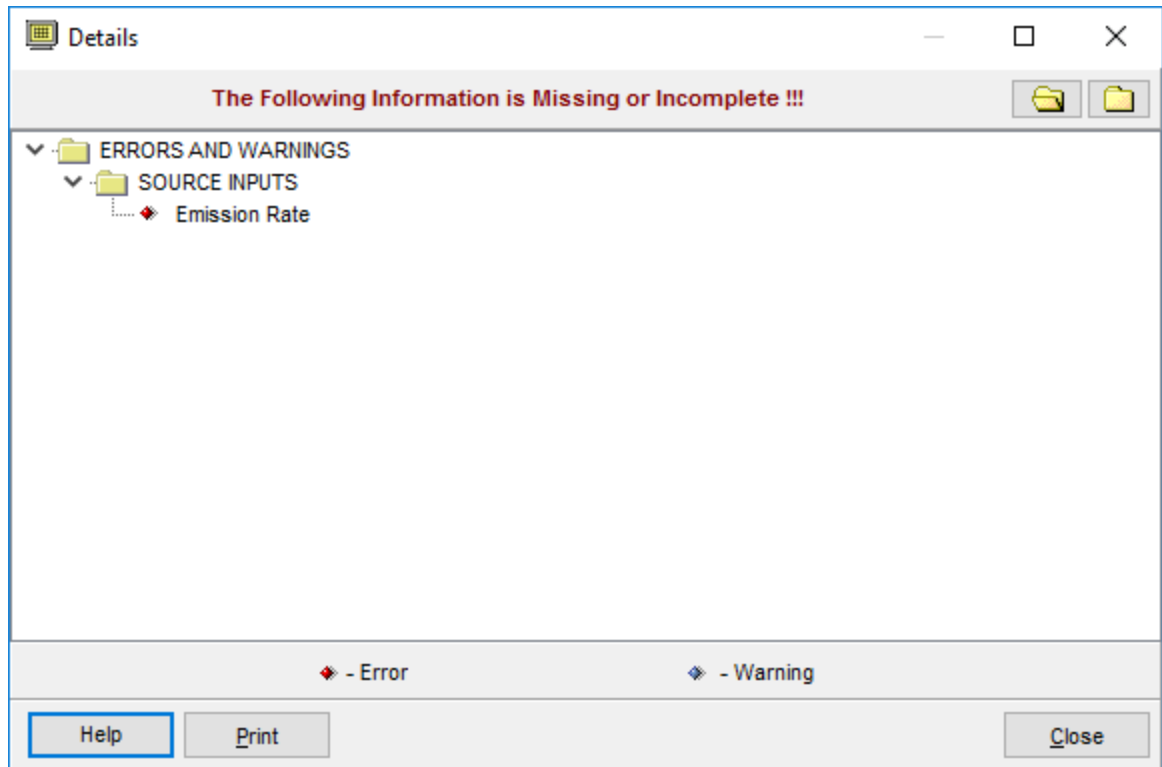 Details
The Following Information is Missing or Incomplete !!!
ERRORS AND WARNINGS
SOURCE INPUTS
Emission Rate
- Error - Warning
Help Print Close